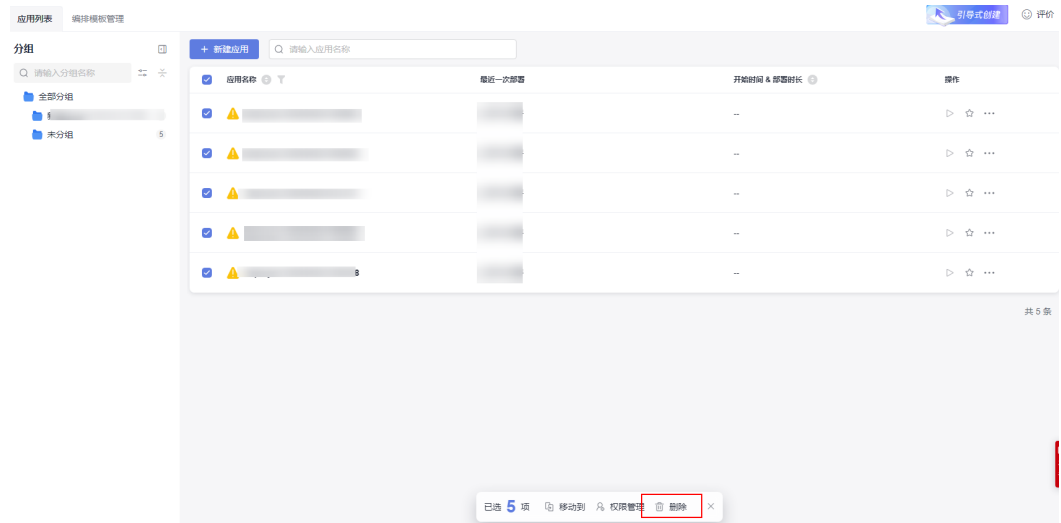 应用列表 编排模板管理 引导式创建 评价
分组 + 新建应用 请输入应用名称
请输入分组名称 应用名称 最近一次部署 开始时间 & 部署时长 操作
全部分组
--
未分组 5
--
--
--
8 --
共 5 条
已选 5 项 移动到 权限管理 删除